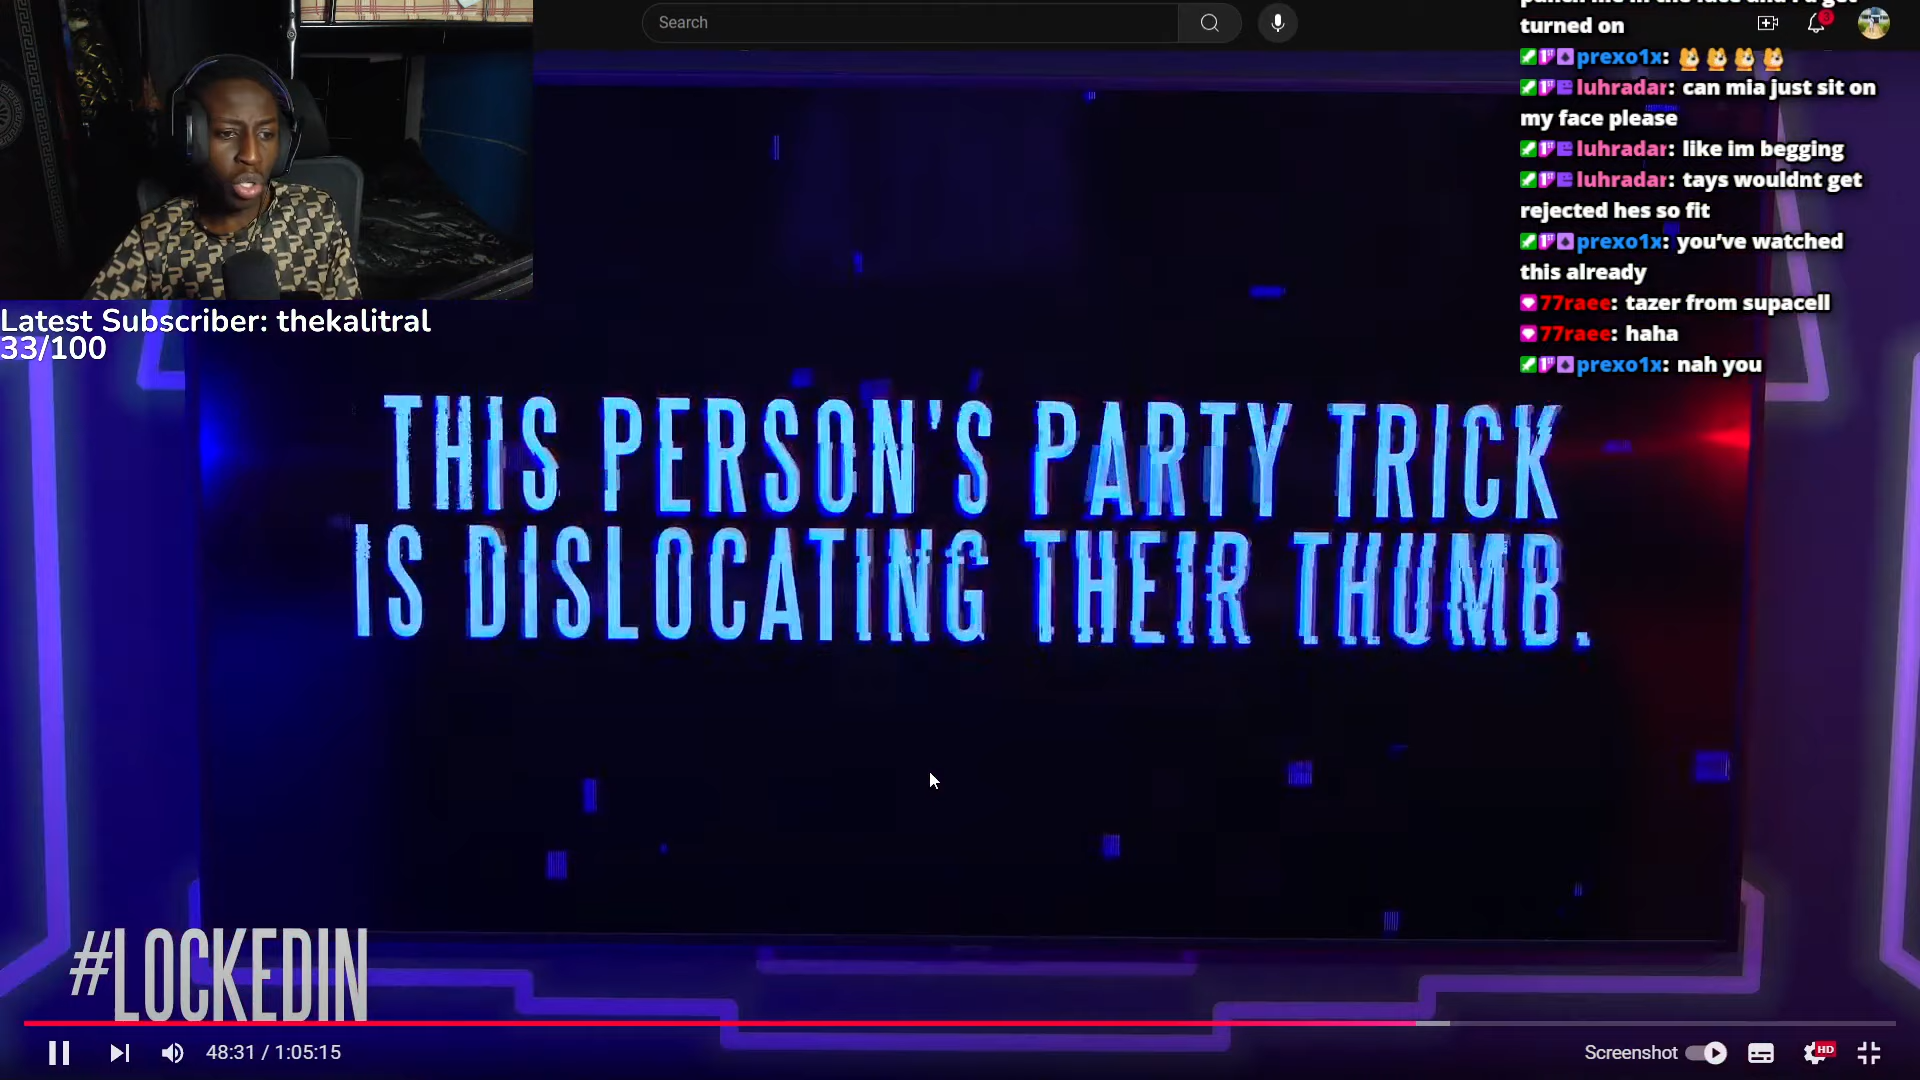 Search
turned on
prexo1x:
luhradar: can mia just sit on
my face please
luhradar: like im begging
luhradar: tays wouldnt get
rejected hes so fit
prexo1x: you've watched
this already
77raee: tazer from supacell
77raee: haha
prexo1x: nah you
3
Latest Subscriber: thekalitral
33/100
THIS PERSON'S PARTY TRICK
IS DISLOCATING THEIR THUMB.
#LOCKEDIN
48:31 / 1:05:15
Screenshot
HD